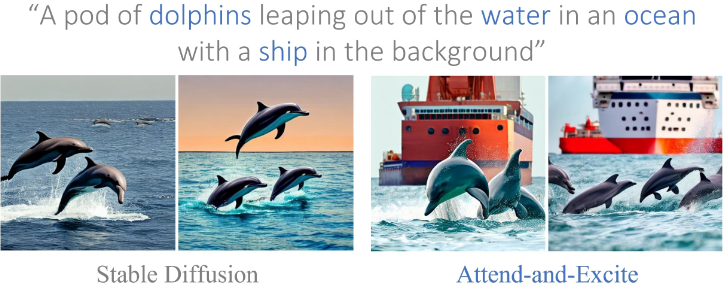 “A pod of dolphins leaping out of the water in an ocean
with a ship in the background”
Stable Diffusion
Attend-and-Excite